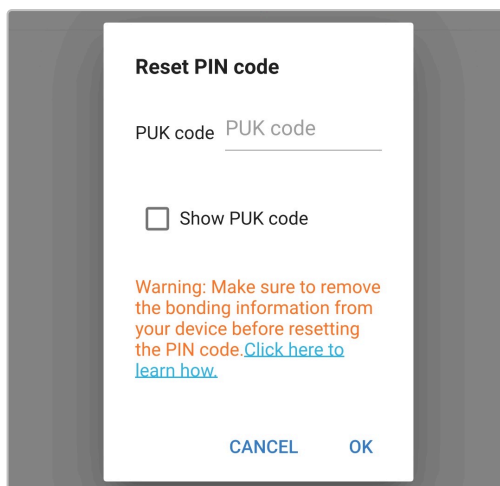 Reset PIN code
PUK code PUK code
Show PUK code
Warning: Make sure to remove
the bonding information from
your device before resetting
the PIN code.Click here to
learn how.
CANCEL OK